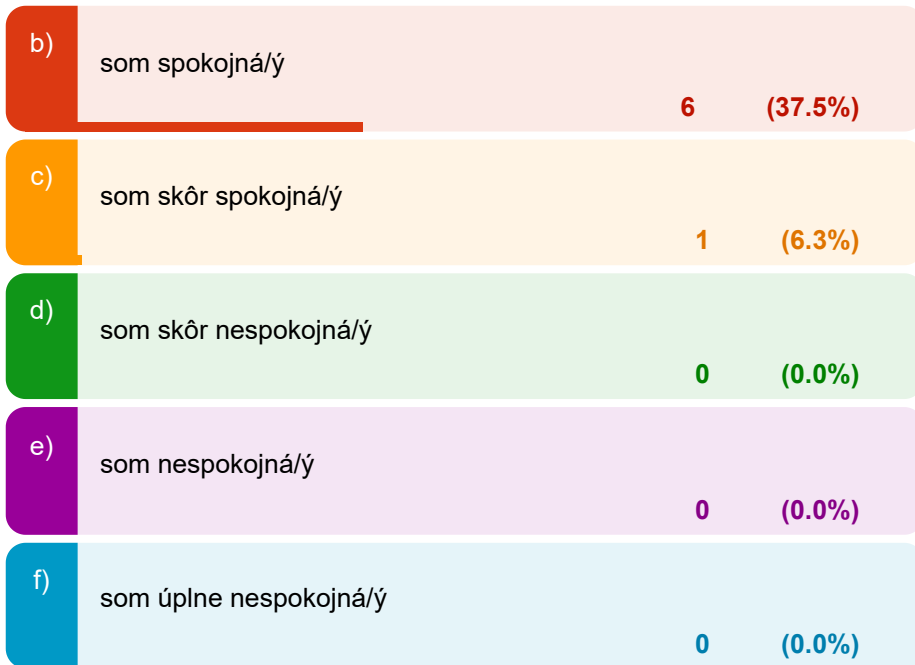 b)
som spokojná/ý
6 (37.5%)
c)
som skôr spokojná/ý
1 (6.3%)
d)
som skôr nespokojná/ý
0 (0.0%)
e)
som nespokojná/ý
0 (0.0%)
f)
som úplne nespokojná/ý
0 (0.0%)